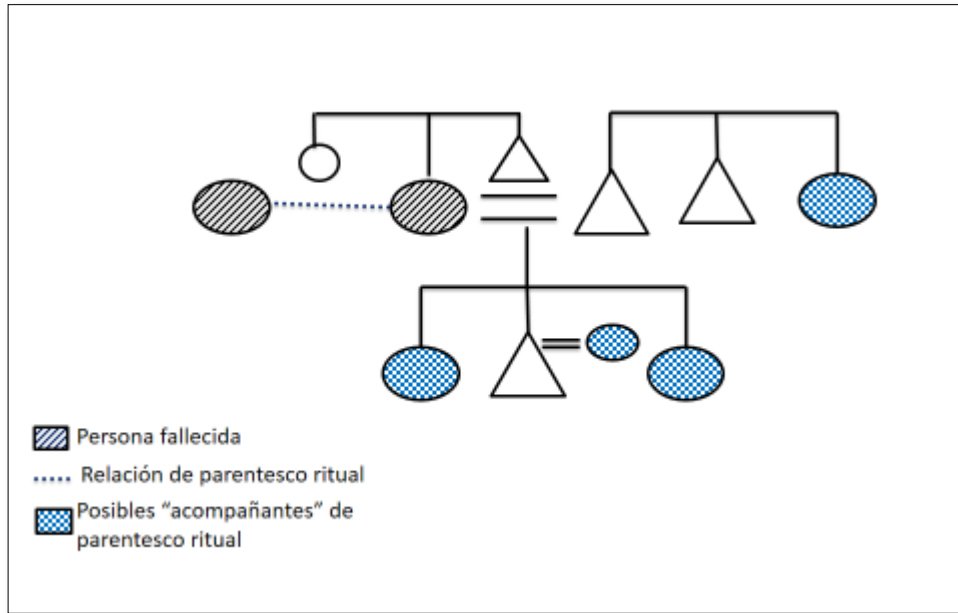 Persona fallecida
Relación de parentesco ritual
Posibles “acompañantes” de
parentesco ritual